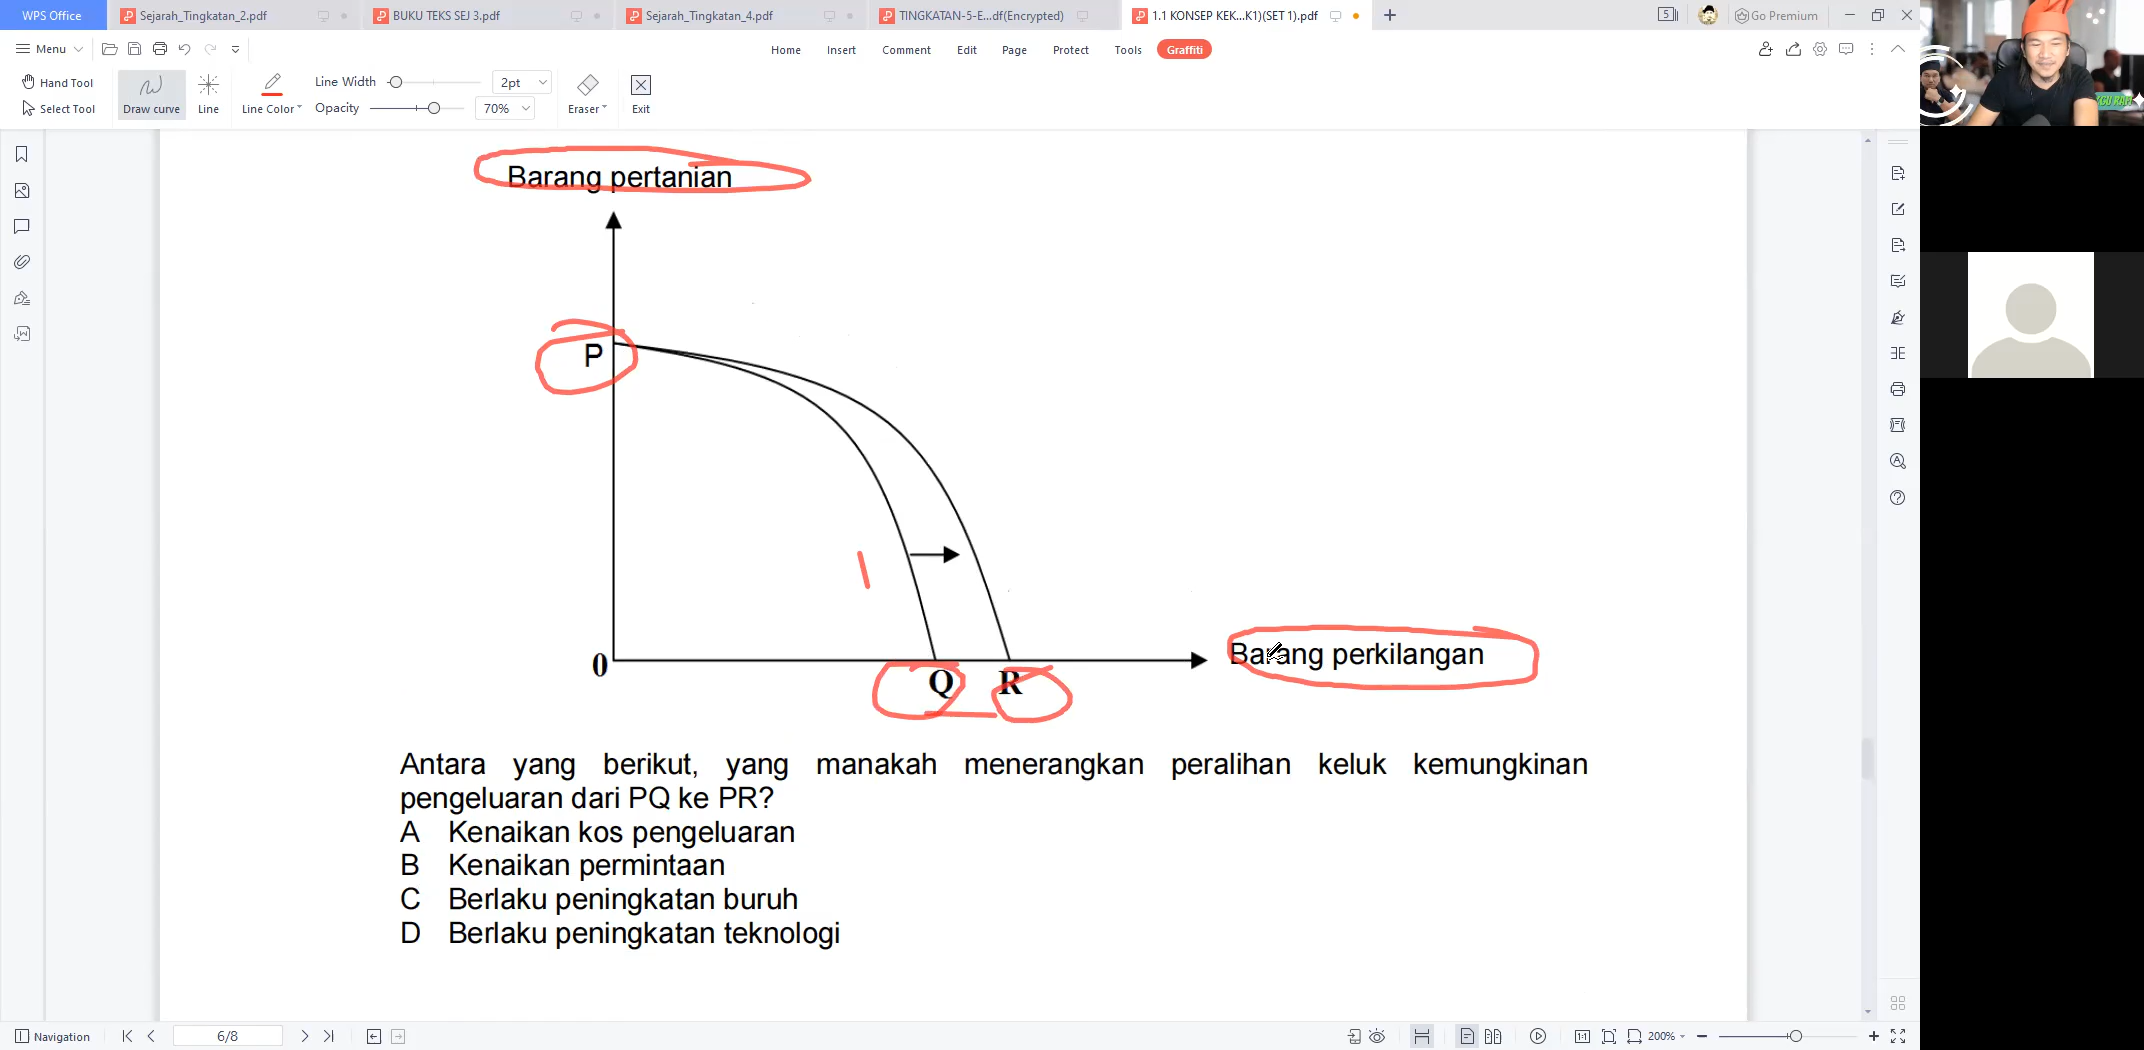 WPS Office
Sejarah_Tingkatan_2.pdf
BUKU TEKS SEJ 3.pdf
Sejarah_Tingkatan_4.pdf
TINGKATAN-5-E...df(Encrypted)
1.1 KONSEP KEK...K1)(SET 1).pdf
5
Go Premium
Menu
Home Insert Comment Edit Page Protect Tools Graffiti
Hand Tool
Select Tool
Draw curve
Line
Line Color
Line Width 2pt
Opacity 70%
Eraser
Exit
Barang pertanian
P
0
Q
R
Barang perkilangan
Antara yang berikut, yang manakah menerangkan peralihan keluk kemungkinan
pengeluaran dari PQ ke PR?
A Kenaikan kos pengeluaran
B Kenaikan permintaan
C Berlaku peningkatan buruh
D Berlaku peningkatan teknologi
Navigation
6/8
1:1
200%